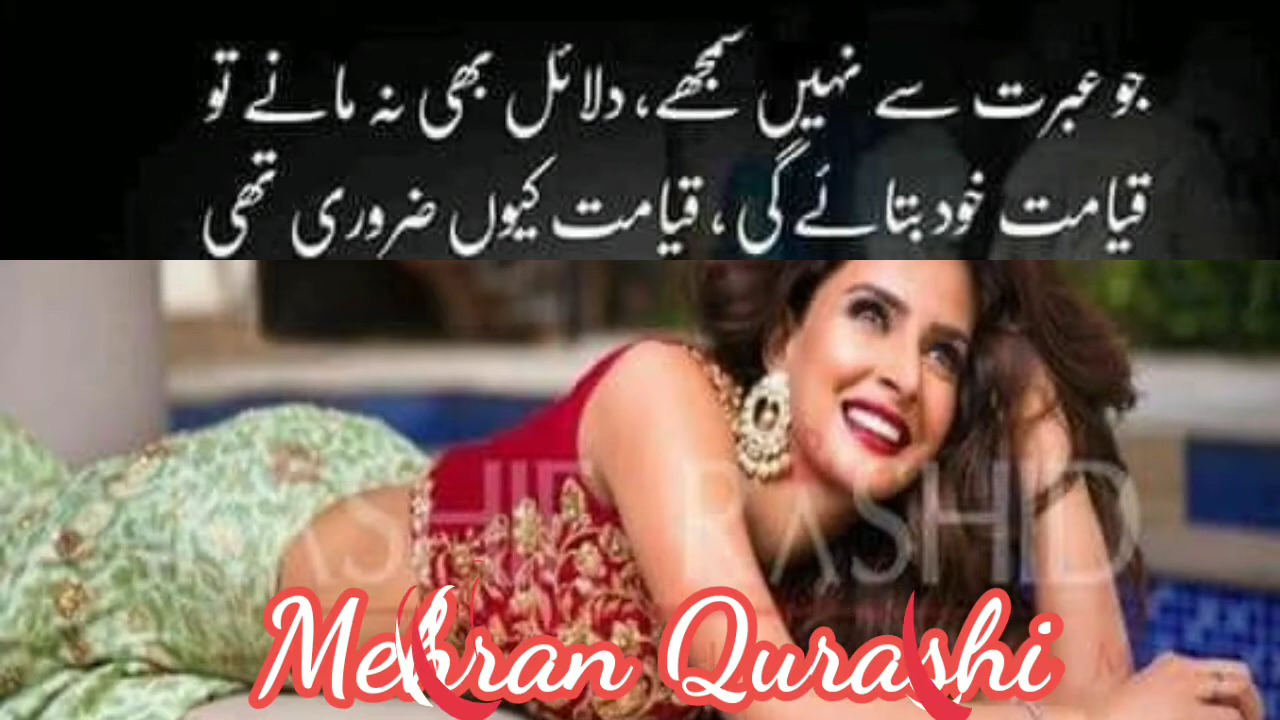 جو عبرت سے نہیں سمجھے، دلائل بھی نہ مانے تو
قیامت خود بتائے گی، قیامت کیوں ضروری تھی
RASHID
Mehran Qurashi